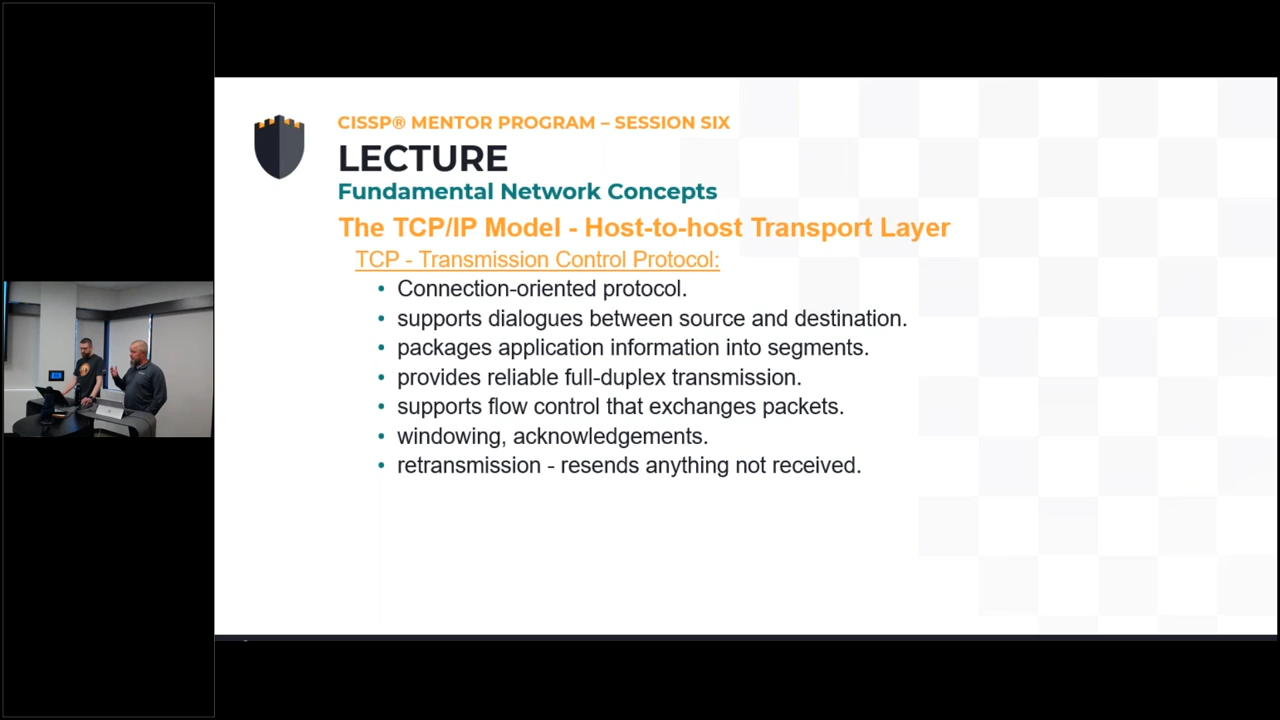 CISSP® MENTOR PROGRAM – SESSION SIX
LECTURE
Fundamental Network Concepts
The TCP/IP Model - Host-to-host Transport Layer
TCP - Transmission Control Protocol:
• Connection-oriented protocol.
• supports dialogues between source and destination.
• packages application information into segments.
• provides reliable full-duplex transmission.
• supports flow control that exchanges packets.
• windowing, acknowledgements.
• retransmission - resends anything not received.